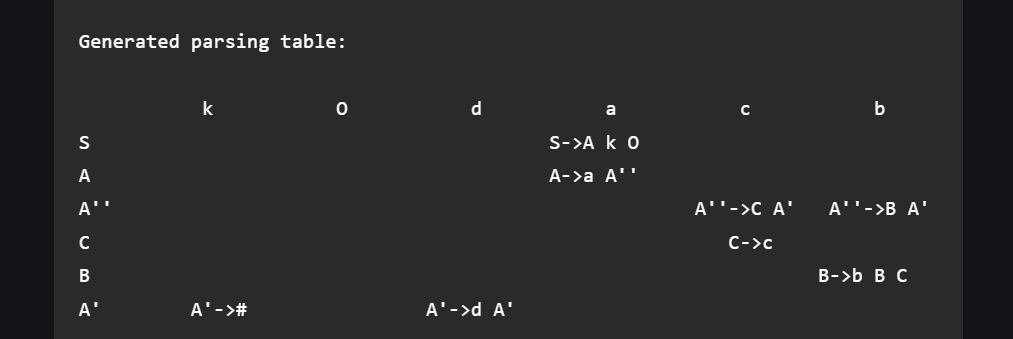 Generated parsing table:
k O d a c b
S S->A k O
A A->a A''
A'' A''->C A' A''->B A'
C C->c
B B->b B C
A' A'->#  A'->d A'